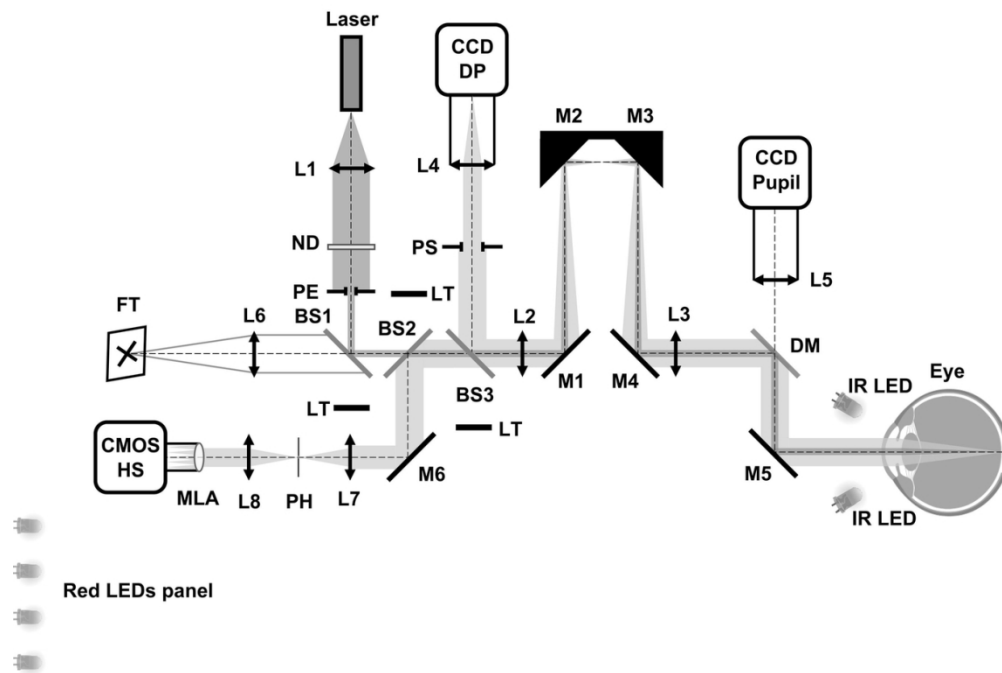 Laser
CCD
DP
M2
M3
CCD
Pupil
L1
L4
ND
PS
L5
PE
LT
FT
L6
BS1
BS2
L2
L3
DM
M1
M4
BS3
IR LED
Eye
LT
LT
CMOS
HS
M6
M5
MLA
L8
PH
L7
IR LED
Red LEDs panel